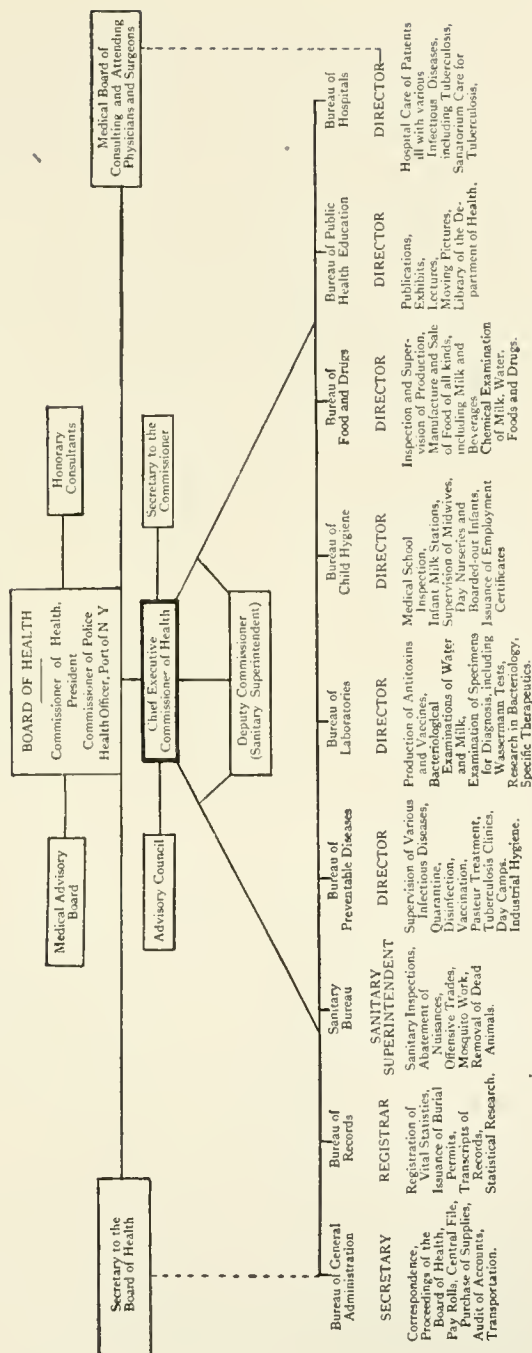 BOARD OF HEALTH
Commissioner of Health,
President
Commissioner of Police
Health Officer, Port of N Y
Medical Advisory
Board
Honorary
Consultants
Secretary to the
Board of Health
Medical Board of
Consulting and Attending
Physicians and Surgeons
Advisory Council
Chief Executive
Commissioner of Health
Secretary to the
Commissioner
Deputy Commissioner
(Sanitary Superintendent)
Bureau of General
Administration
SECRETARY
Correspondence,
Proceedings of the
Board of Health,
Pay Rolls, Central File,
Purchase of Supplies,
Audit of Accounts,
Transportation.
Bureau of
Records
REGISTRAR
Registration of
Vital Statistics,
Issuance of Burial
Permits,
Transcripts of
Records,
Statistical Research.
Sanitary
Bureau
SANITARY
SUPERINTENDENT
Sanitary Inspections,
Abatement of
Nuisances,
Offensive Trades,
Mosquito Work,
Removal of Dead
Animals.
Bureau of
Preventable Diseases
DIRECTOR
Supervision of Various
Infectious Diseases,
Quarantine,
Disinfection,
Vaccination,
Pasteur Treatment,
Tuberculosis Clinics,
Day Camps.
Industrial Hygiene.
Bureau of
Laboratories
DIRECTOR
Production of Antitoxins
and Vaccines,
Bacteriological
Examinations of Water
and Milk,
Examination of Specimens
for Diagnosis, including
Wassermann Tests,
Research in Bacteriology,
Specific Therapeutics.
Bureau of
Child Hygiene
DIRECTOR
Medical School
Inspection,
Infant Milk Stations,
Supervision of Midwives,
Day Nurseries and
Boarded-out Infants,
Issuance of Employment
Certificates
Bureau of
Food and Drugs
DIRECTOR
Inspection and Super-
vision of Production,
Manufacture and Sale
of Food of all kinds,
including Milk and
Beverages
Chemical Examination
of Milk, Water,
Foods and Drugs.
Bureau of Public
Health Education
DIRECTOR
Publications,
Exhibits,
Lectures,
Moving Pictures,
Library of the De-
partment of Health.
Bureau of
Hospitals
DIRECTOR
Hospital Care of Patients
ill with various
Infectious Diseases,
including Tuberculosis,
Sanatorium Care for
Tuberculosis,